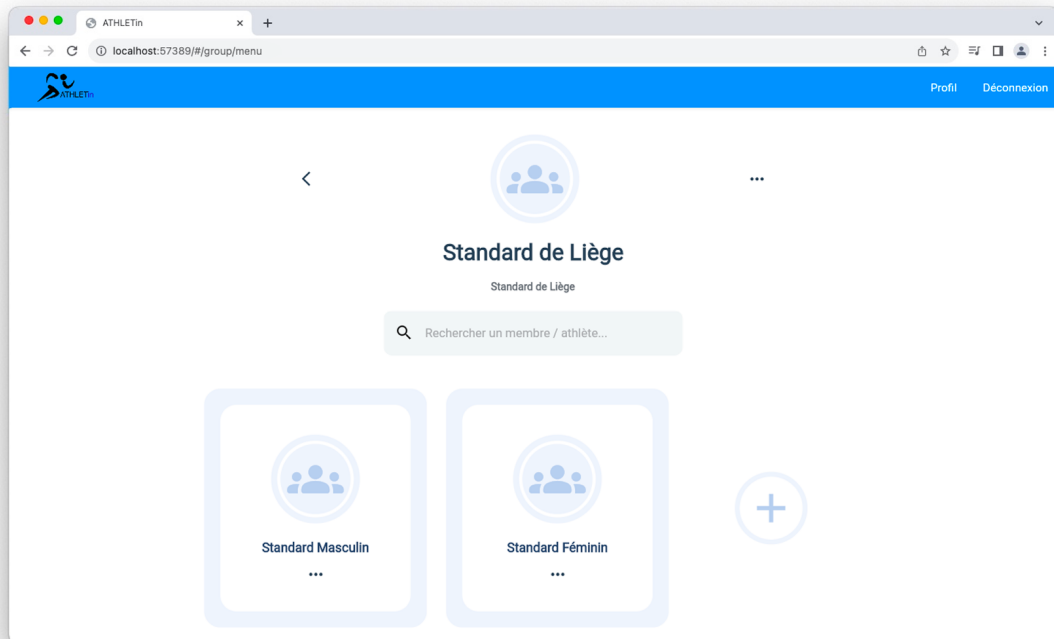 ATHLETin
localhost:57389/#/group/menu
ATHLETin
Profil
Déconnexion
Standard de Liège
Standard de Liège
Rechercher un membre / athlète...
Standard Masculin
Standard Féminin